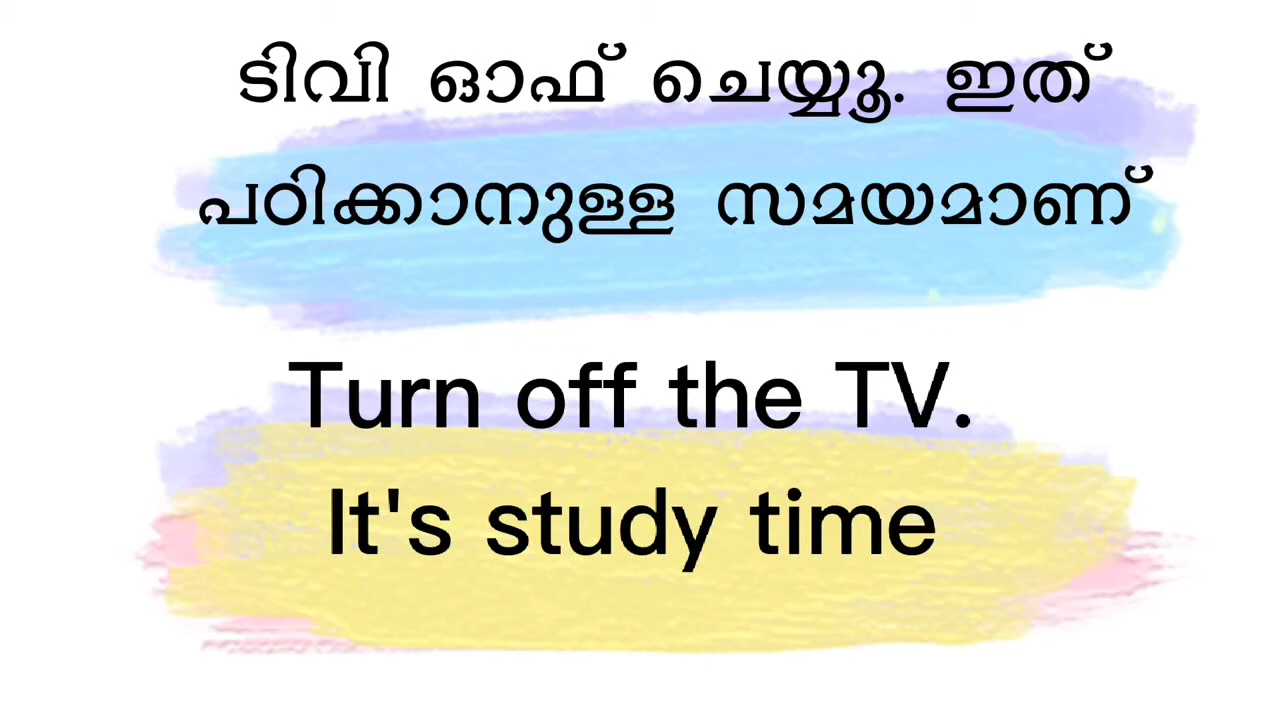 ടിവി ഓഫ് ചെയ്യൂ. ഇത്
പഠിക്കാനുള്ള സമയമാണ്
Turn off the TV.
It's study time